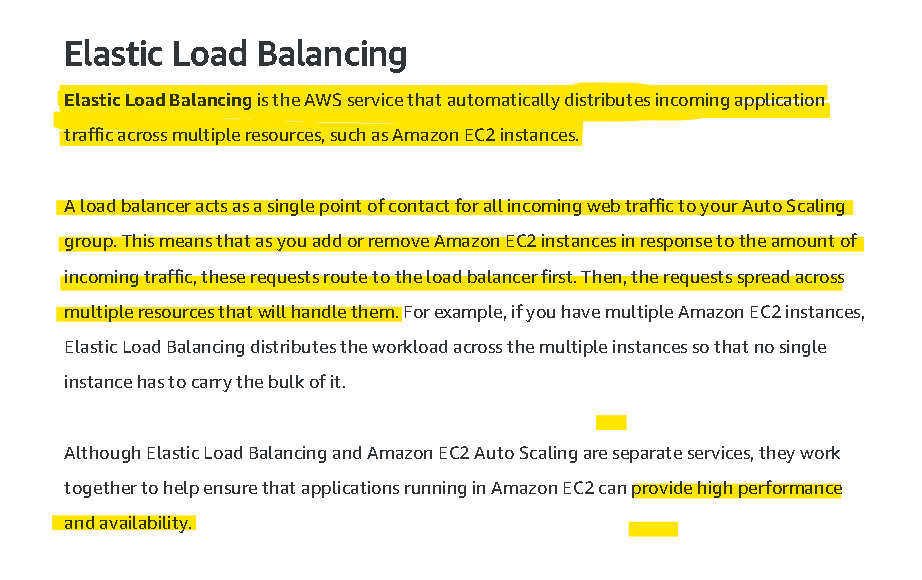 Elastic Load Balancing
Elastic Load Balancing is the AWS service that automatically distributes incoming application
traffic across multiple resources, such as Amazon EC2 instances.
A load balancer acts as a single point of contact for all incoming web traffic to your Auto Scaling
group. This means that as you add or remove Amazon EC2 instances in response to the amount of
incoming traffic, these requests route to the load balancer first. Then, the requests spread across
multiple resources that will handle them. For example, if you have multiple Amazon EC2 instances,
Elastic Load Balancing distributes the workload across the multiple instances so that no single
instance has to carry the bulk of it.
Although Elastic Load Balancing and Amazon EC2 Auto Scaling are separate services, they work
together to help ensure that applications running in Amazon EC2 can provide high performance
and availability.